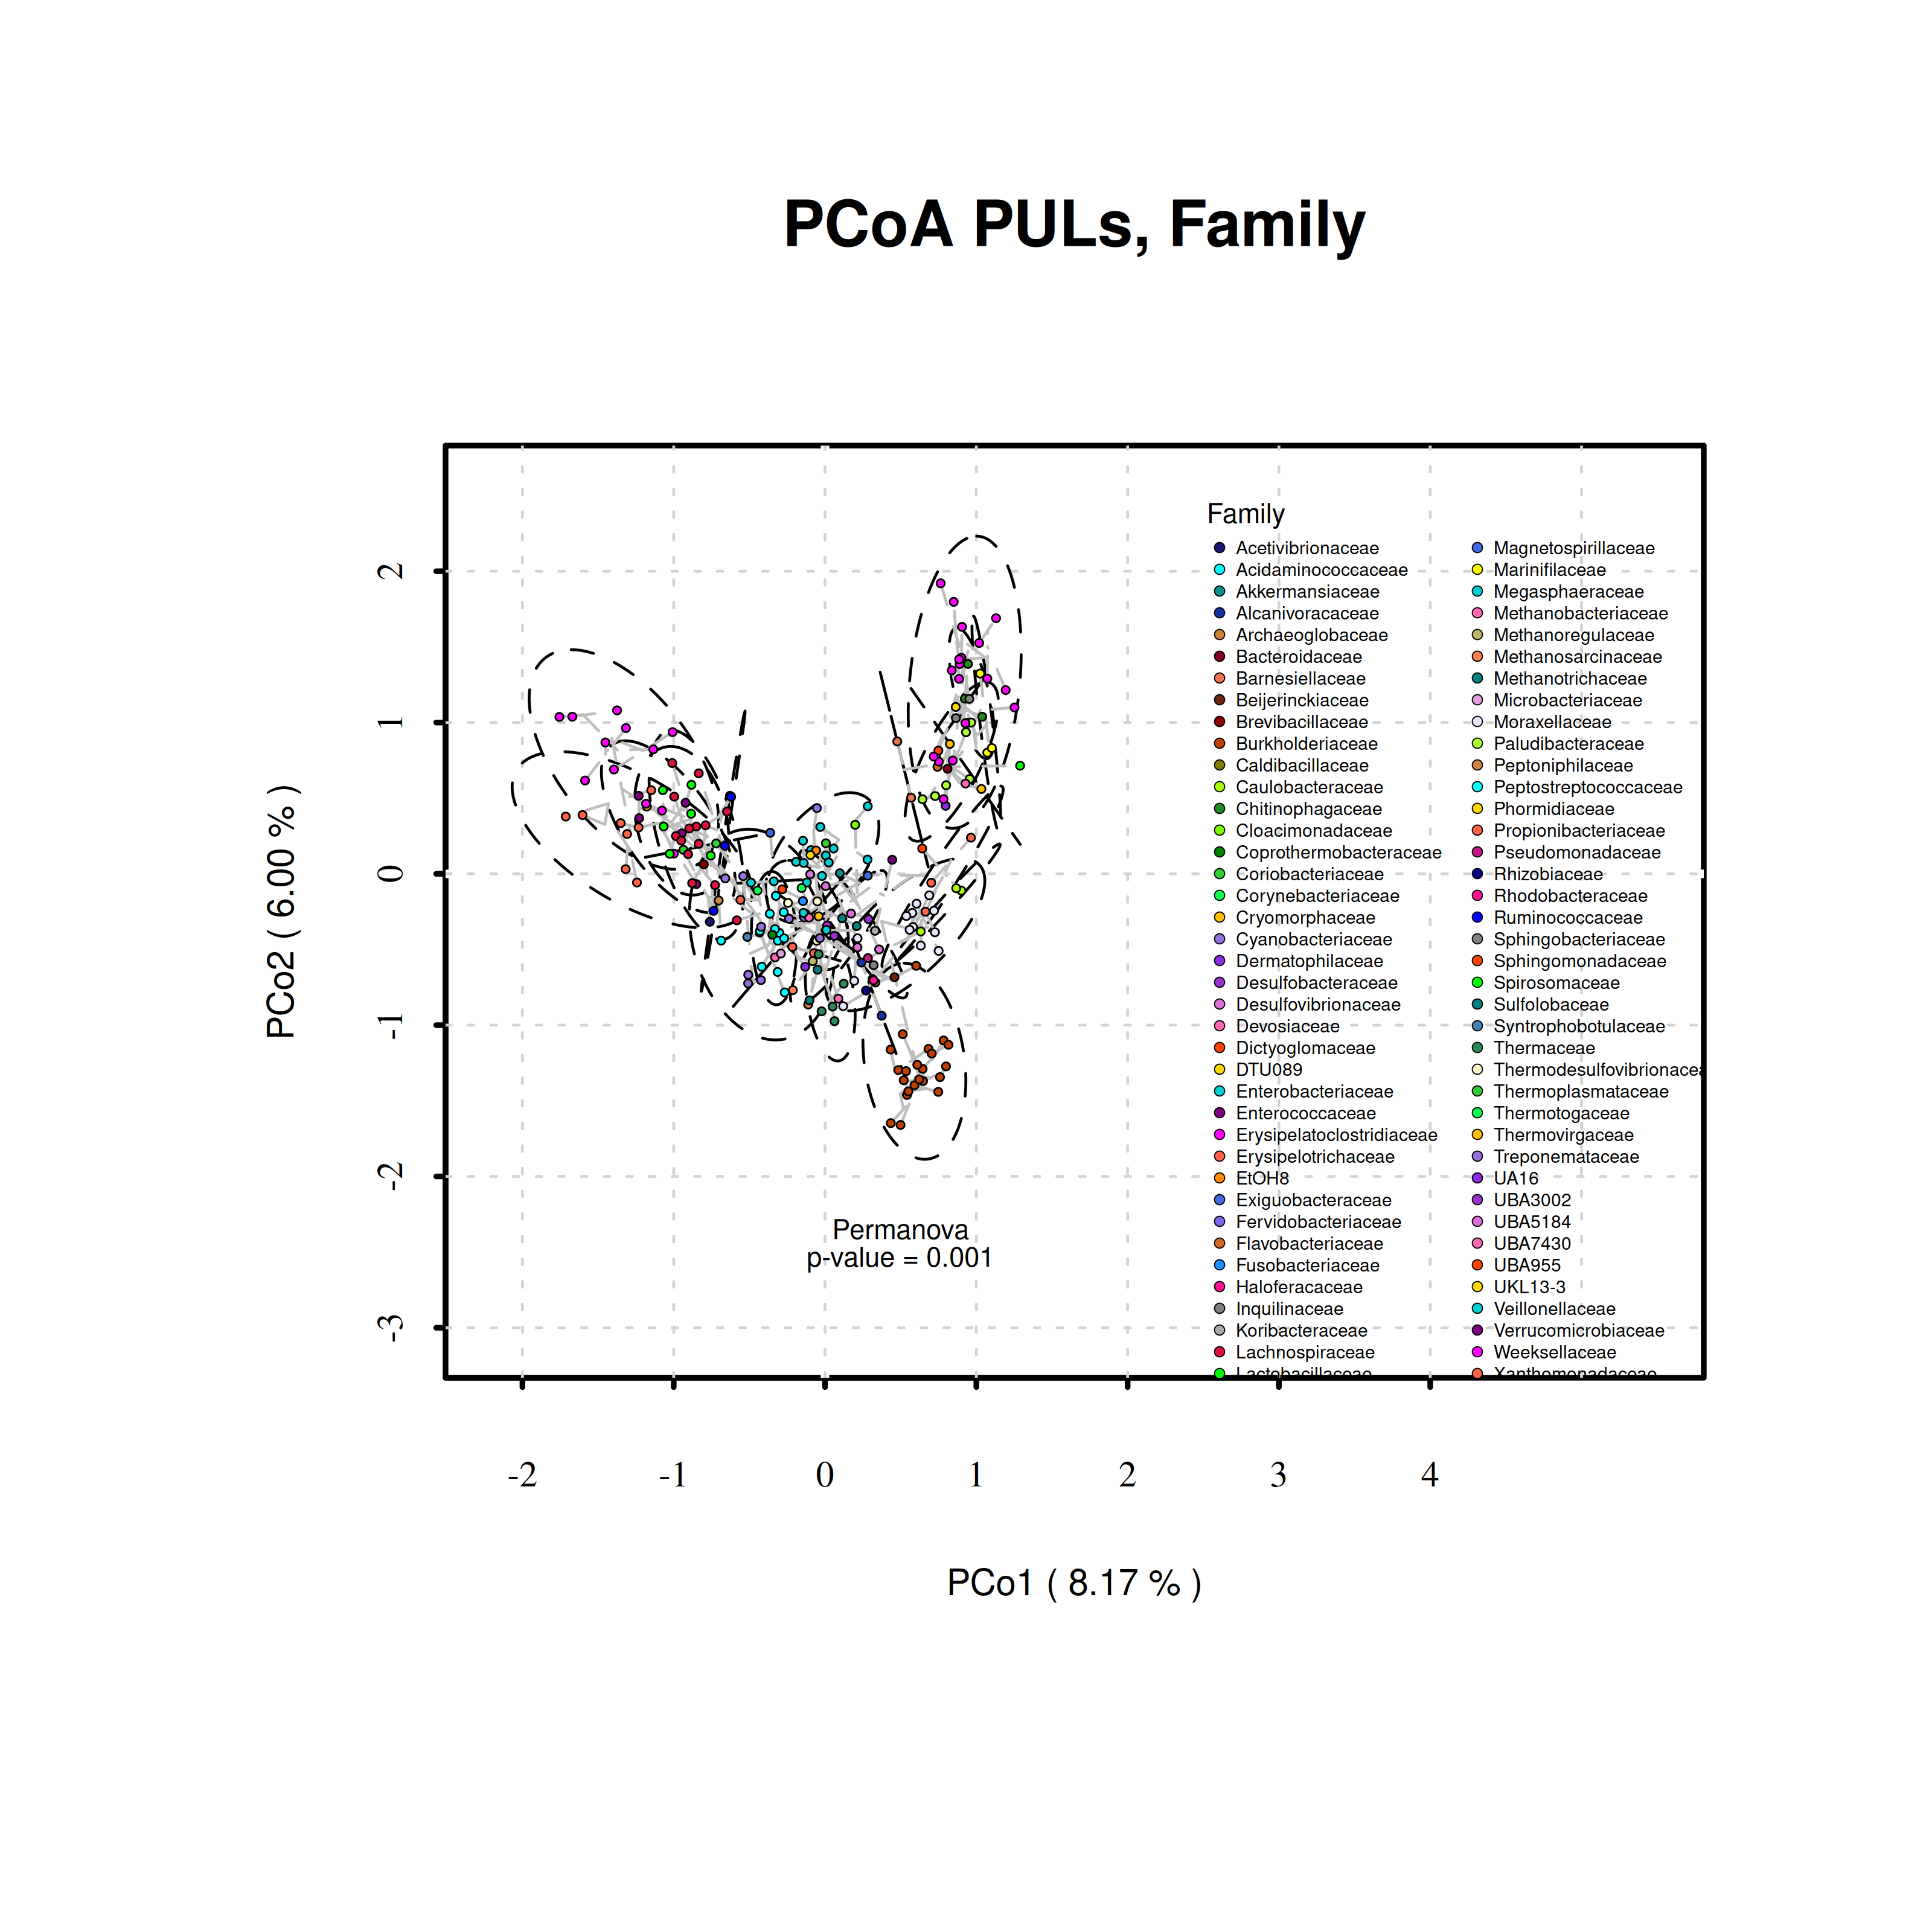 PCoA PULs, Family
Family
Acetivibrionaceae
Acidaminococcaceae
Akkermansiaceae
Alcanivoracaceae
Archaeoglobaceae
Bacteroidaceae
Barnesiellaceae
Beijerinckiaceae
Brevibacillaceae
Burkholderiaceae
Caldibacillaceae
Caulobacteraceae
Chitinophagaceae
Cloacimonadaceae
Coprothermobacteraceae
Coriobacteriaceae
Corynebacteriaceae
Cryomorphaceae
Cyanobacteriaceae
Dermatophilaceae
Desulfobacteraceae
Desulfovibrionaceae
Devosiaceae
Dictyoglomaceae
DTU089
Enterobacteriaceae
Enterococcaceae
Erysipelatoclostridiaceae
Erysipelotrichaceae
EtOH8
Exiguobacteraceae
Fervidobacteriaceae
Flavobacteriaceae
Fusobacteriaceae
Haloferacaceae
Inquilinaceae
Koribacteraceae
Lachnospiraceae
Lactobacillaceae
Magnetospirillaceae
Marinifilaceae
Megasphaeraceae
Methanobacteriaceae
Methanoregulaceae
Methanosarcinaceae
Methanotrichaceae
Microbacteriaceae
Moraxellaceae
Paludibacteraceae
Peptoniphilaceae
Peptostreptococcaceae
Phormidiaceae
Propionibacteriaceae
Pseudomonadaceae
Rhizobiaceae
Rhodobacteraceae
Ruminococcaceae
Sphingobacteriaceae
Sphingomonadaceae
Spirosomaceae
Sulfolobaceae
Syntrophobotulaceae
Thermaceae
Thermodesulfovibrionacea
Thermoplasmataceae
Thermotogaceae
Thermovirgaceae
Treponemataceae
UA16
UBA3002
UBA5184
UBA7430
UBA955
UKL13-3
Veillonellaceae
Verrucomicrobiaceae
Weeksellaceae
Xanthomonadaceae
Permanova
p-value = 0.001
PCo2 ( 6.00 % )
2
1
0
-1
-2
-3
-2 -1 0 1 2 3 4
PCo1 ( 8.17 % )